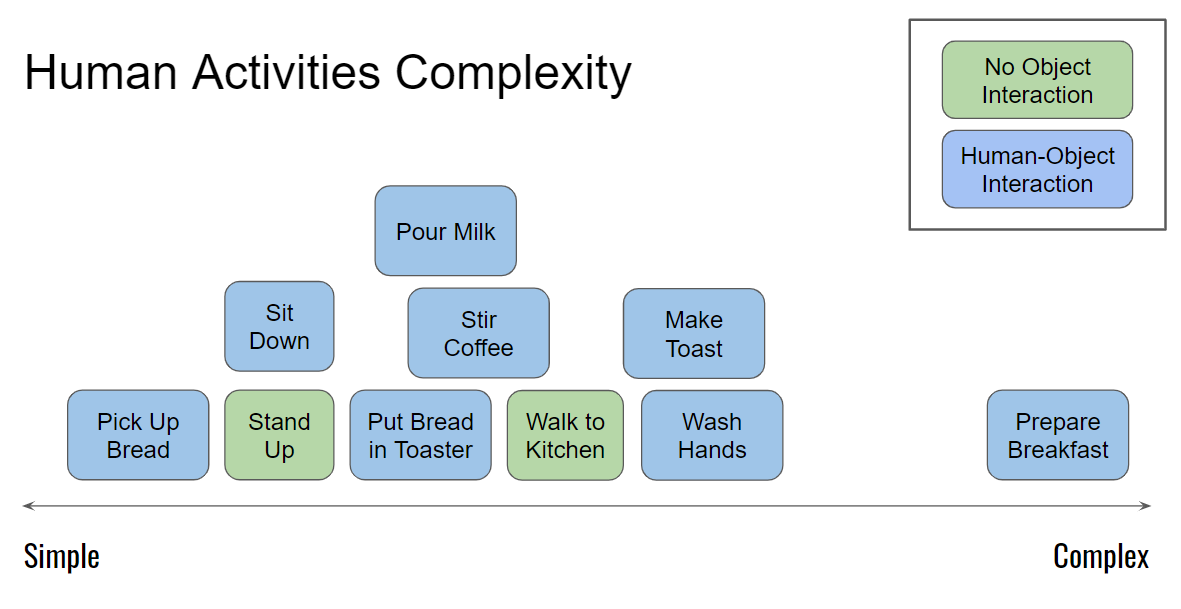 Human Activities Complexity
No Object
Interaction
Human-Object
Interaction
Pour Milk
Sit
Down
Stir
Coffee
Make
Toast
Pick Up
Bread
Stand
Up
Put Bread
in Toaster
Walk to
Kitchen
Wash
Hands
Prepare
Breakfast
Simple
Complex